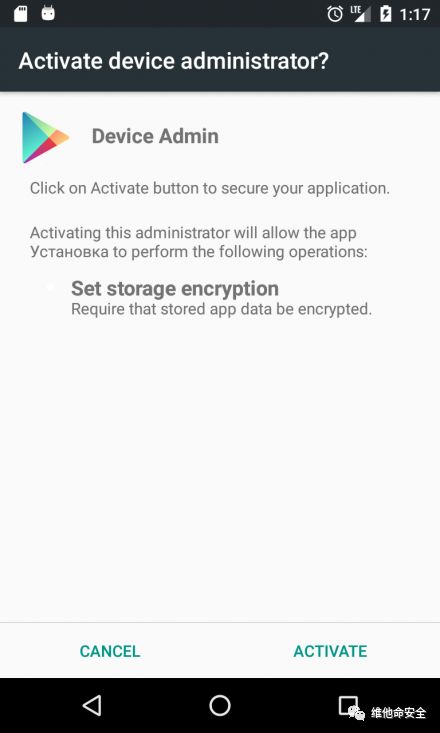 LTE
1:17
Activate device administrator?
Device Admin
Click on Activate button to secure your application.
Activating this administrator will allow the app
Установка to perform the following operations:
Set storage encryption
Require that stored app data be encrypted.
CANCEL
ACTIVATE
维他命安全